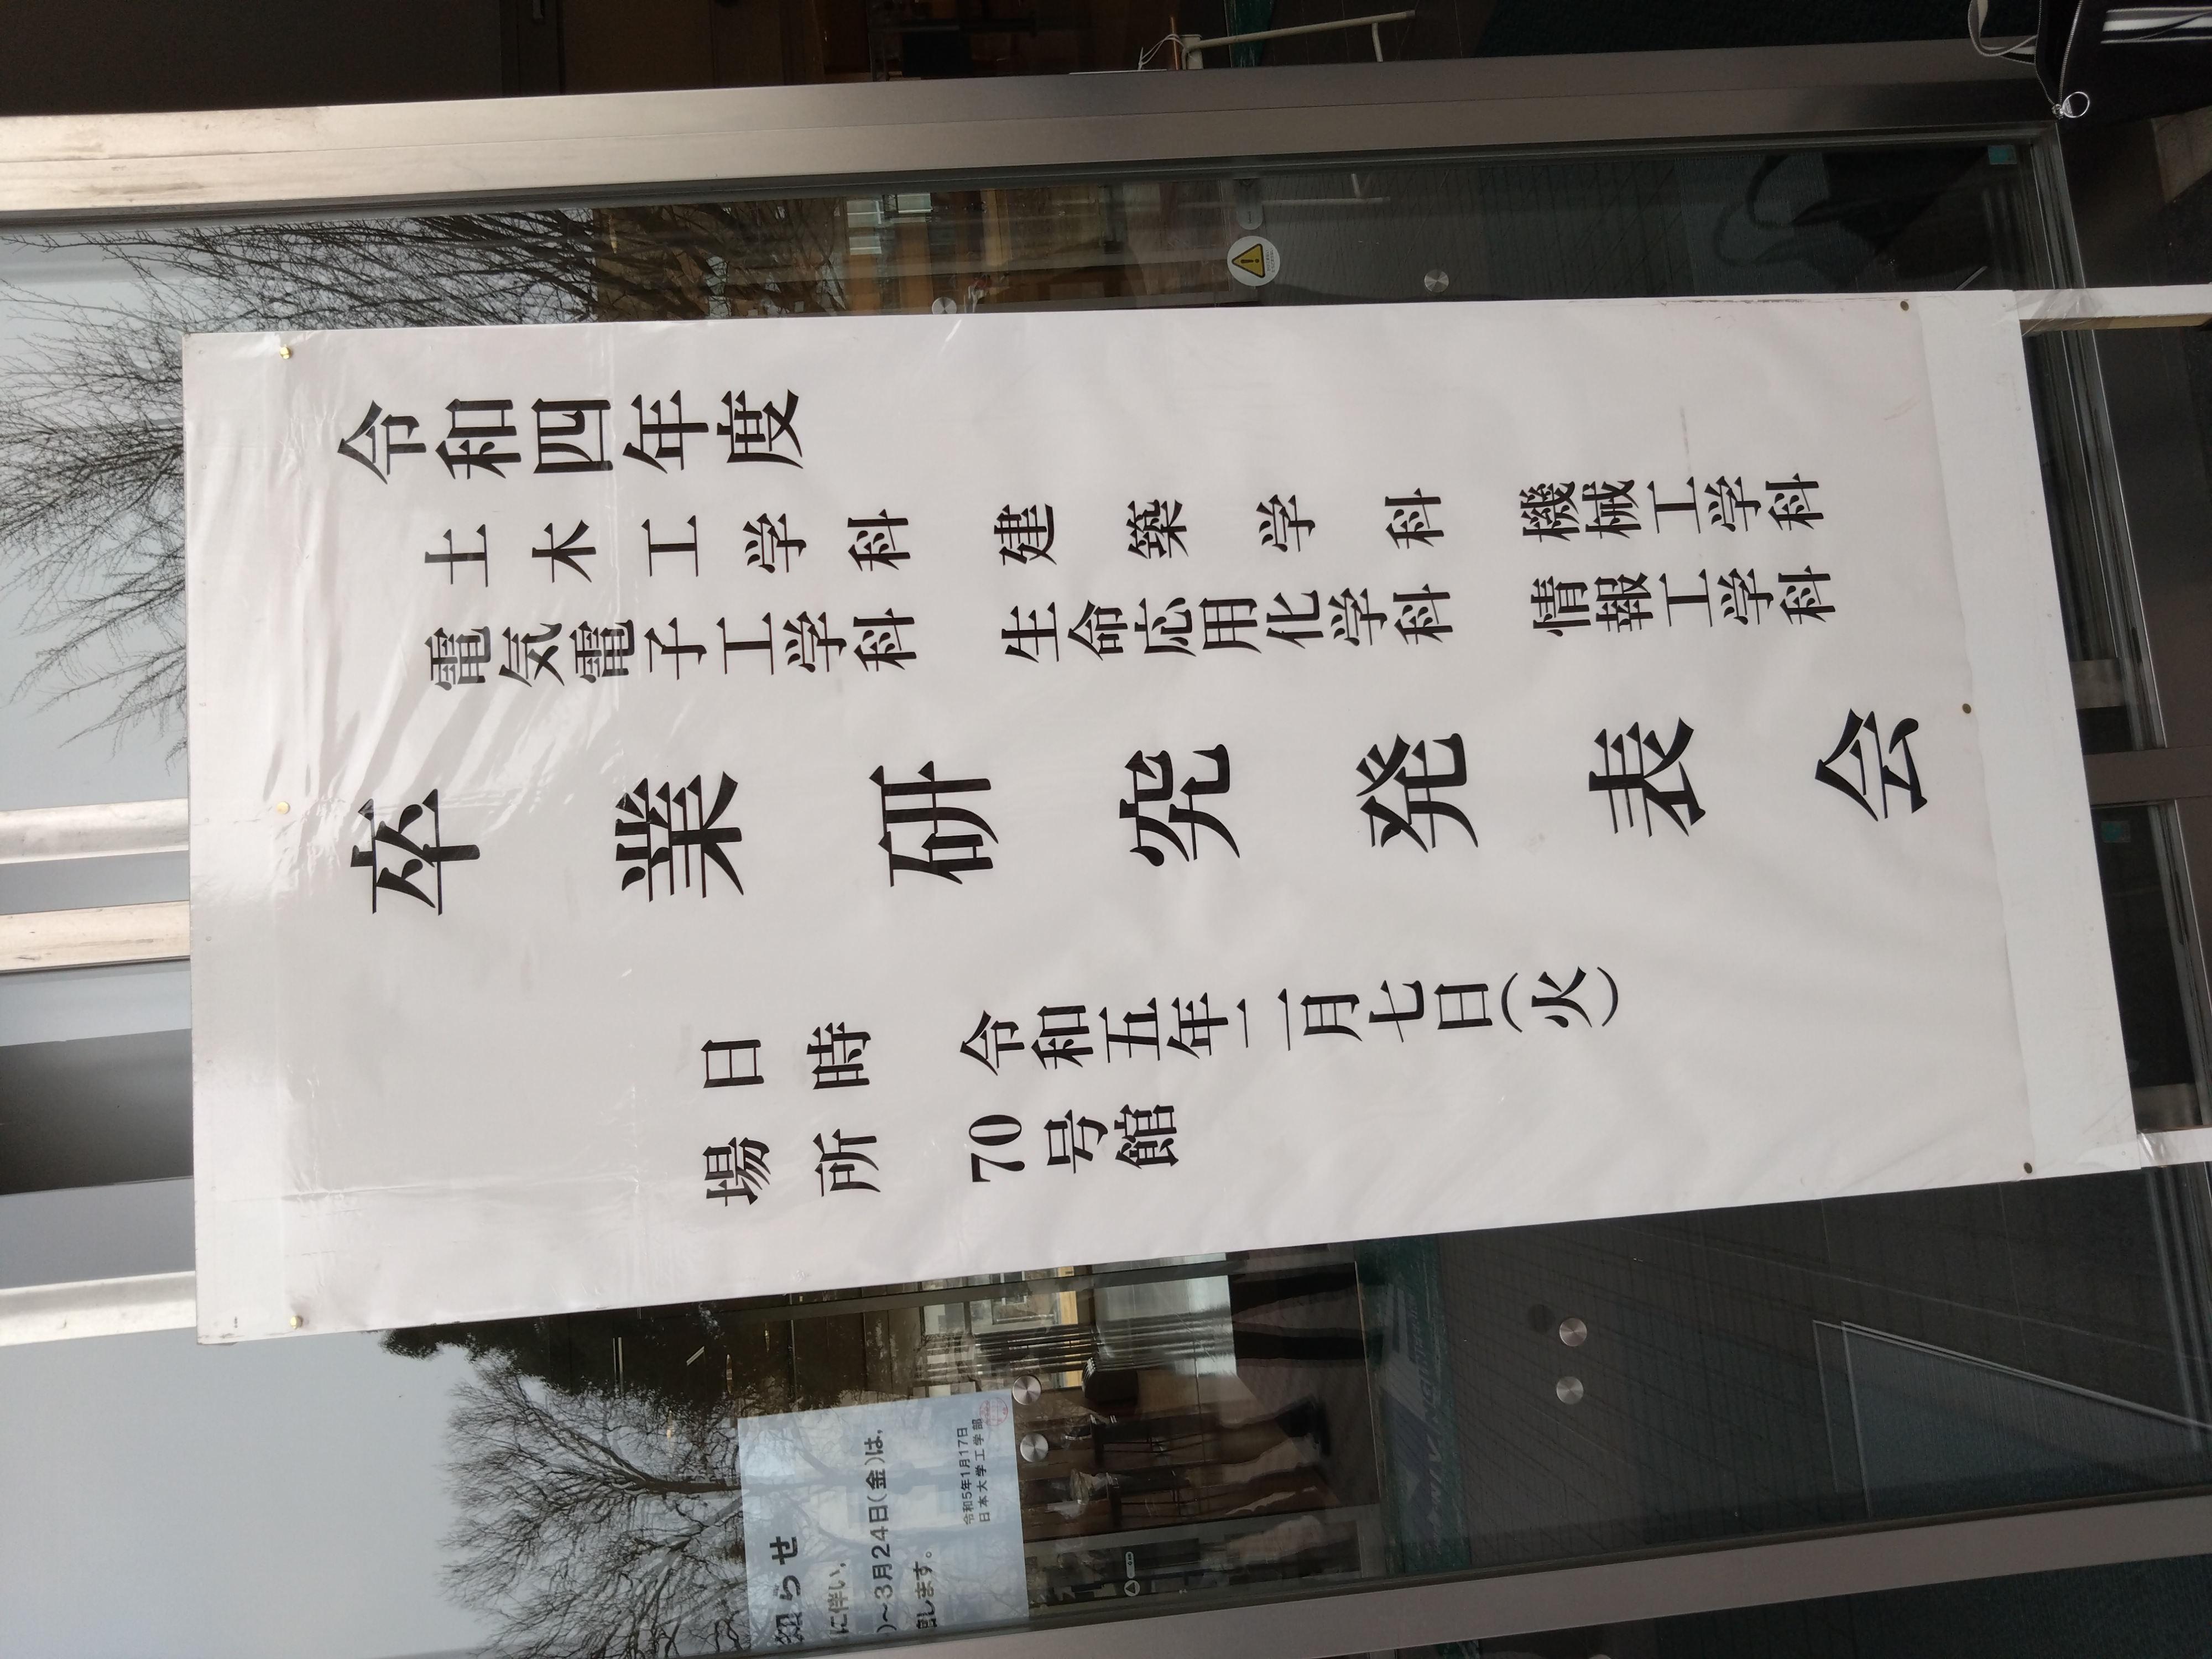 令和四年度
土木工学科 建築学科 機械工学科
電気電子工学科 生命応用化学科 情報工学科
卒業研究発表会
日時 令和五年二月七日(火)
場所 70号館
知らせ
に伴い、
)～3月24日(金)は、
します。
令和5年1月17日
日本大学工学部